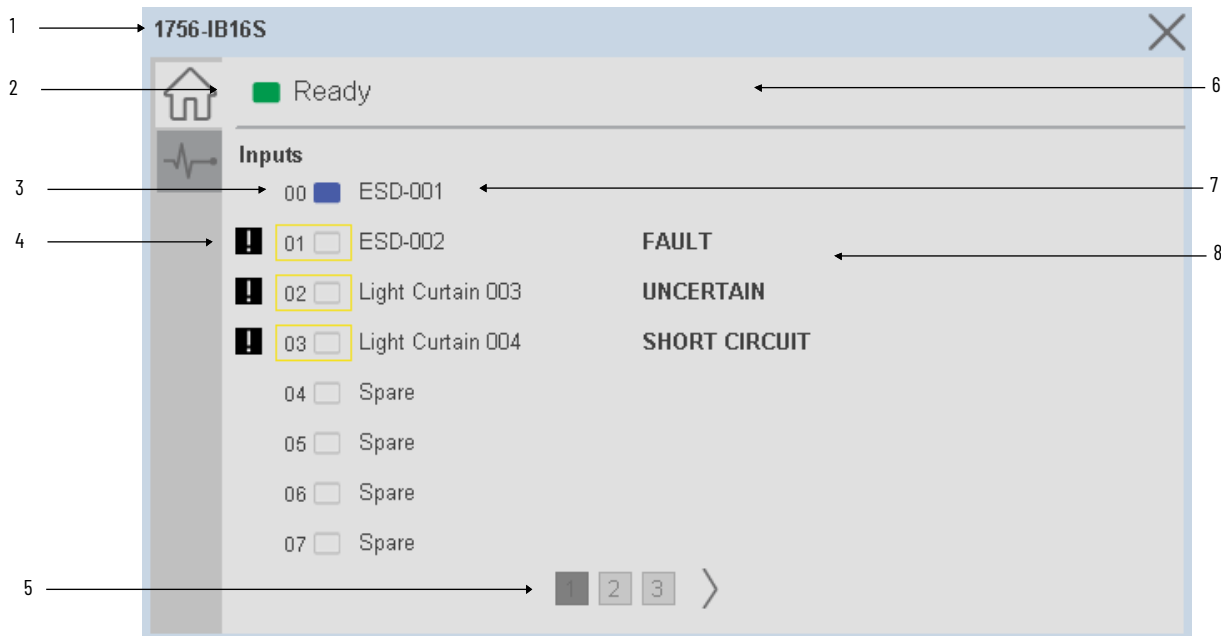 1 1756-IB16S
2 Ready 6
Inputs
3 00 ESD-001 7
4 ! 01 ESD-002 FAULT 8
! 02 Light Curtain 003 UNCERTAIN
! 03 Light Curtain 004 SHORT CIRCUIT
04 Spare
05 Spare
06 Spare
07 Spare
5 1 2 3